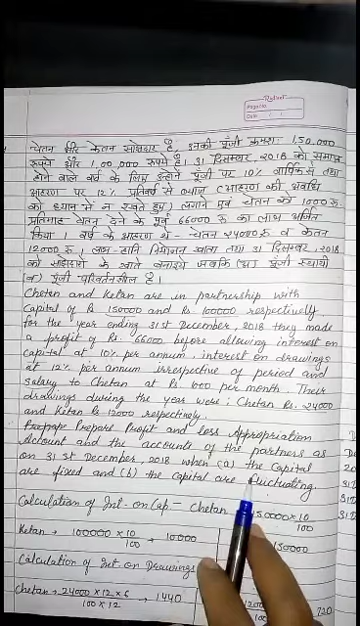 चेतन और केतन साझेदार है, उनकी पूँजी क्रमशः 1,50,000
रुपये और 1,00,000 रुपये है। 31 दिसम्बर, 2018 को समाप्त
होने वाले वर्ष के लिए इन्होंने पूँजी पर 10% वार्षिक से तथा
आहरण पर 12% प्रतिवर्ष से ब्याज (आहरण की अवधि
को ध्यान में न रखते हुए) लगाने एवं चेतन को 1000 रु
प्रतिमाह वेतन देने के पूर्व 66000 रु का लाभ अर्जित
किया। वर्ष के आहरण थे - चेतन 24000 रु व केतन
12000 रु। लाभ-हानि नियोजन खाता तथा 31 दिसम्बर, 2018
को साझेदारों के खाते बनाइये जबकि (अ) पूँजी स्थायी
(ब) पूँजी परिवर्तनशील है।
Chetan and Ketan are in partnership with
Capital of Rs 150000 and Rs 100000 respectively.
for the year ending 31st December, 2018 they made
a profit of Rs. 66000 before allowing interest on
capital at 10% per annum, interest on drawings
at 12% per annum irrespective of period and
salary to Chetan at Rs 1000 per month. Their
drawings during the year were: Chetan Rs. 24000
and Ketan Rs 12000 respectively.
Prepare Profit and loss Appropriation
Account and the accounts of the partners as
on 31st December, 2018 when (a) the Capital
are fixed and (b) the Capital are fluctuating.
Calculation of Int. on Cap - Chetan 150000 × 10 / 100
Ketan → 100000 × 10 / 100 → 10000 150000
Calculation of Int on Drawings
Chetan → 24000 × 12 × 6 / 100 × 12 → 1440 720